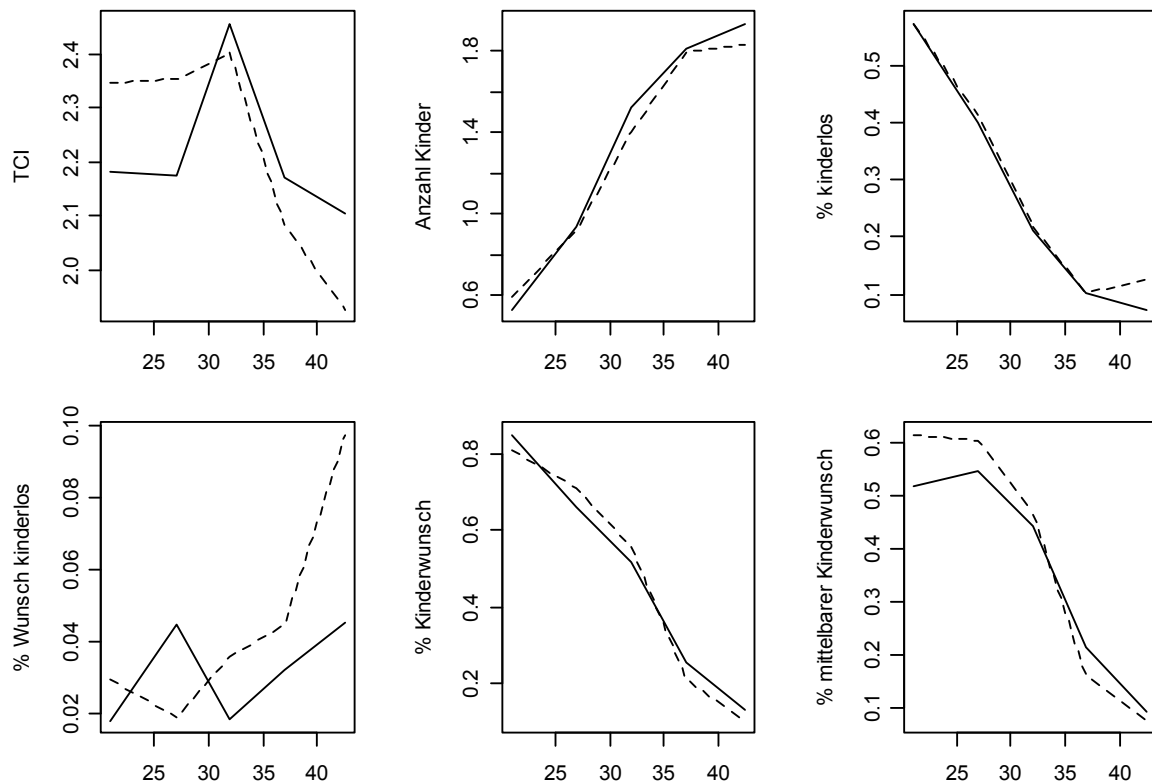 TCI
2.0 2.1 2.2 2.3 2.4
25 30 35 40
Anzahl Kinder
0.6 1.0 1.4 1.8
25 30 35 40
% kinderlos
0.1 0.2 0.3 0.4 0.5
25 30 35 40
% Wunsch kinderlos
0.02 0.04 0.06 0.08 0.10
25 30 35 40
% Kinderwunsch
0.2 0.4 0.6 0.8
25 30 35 40
% mittelbarer Kinderwunsch
0.1 0.2 0.3 0.4 0.5 0.6
25 30 35 40